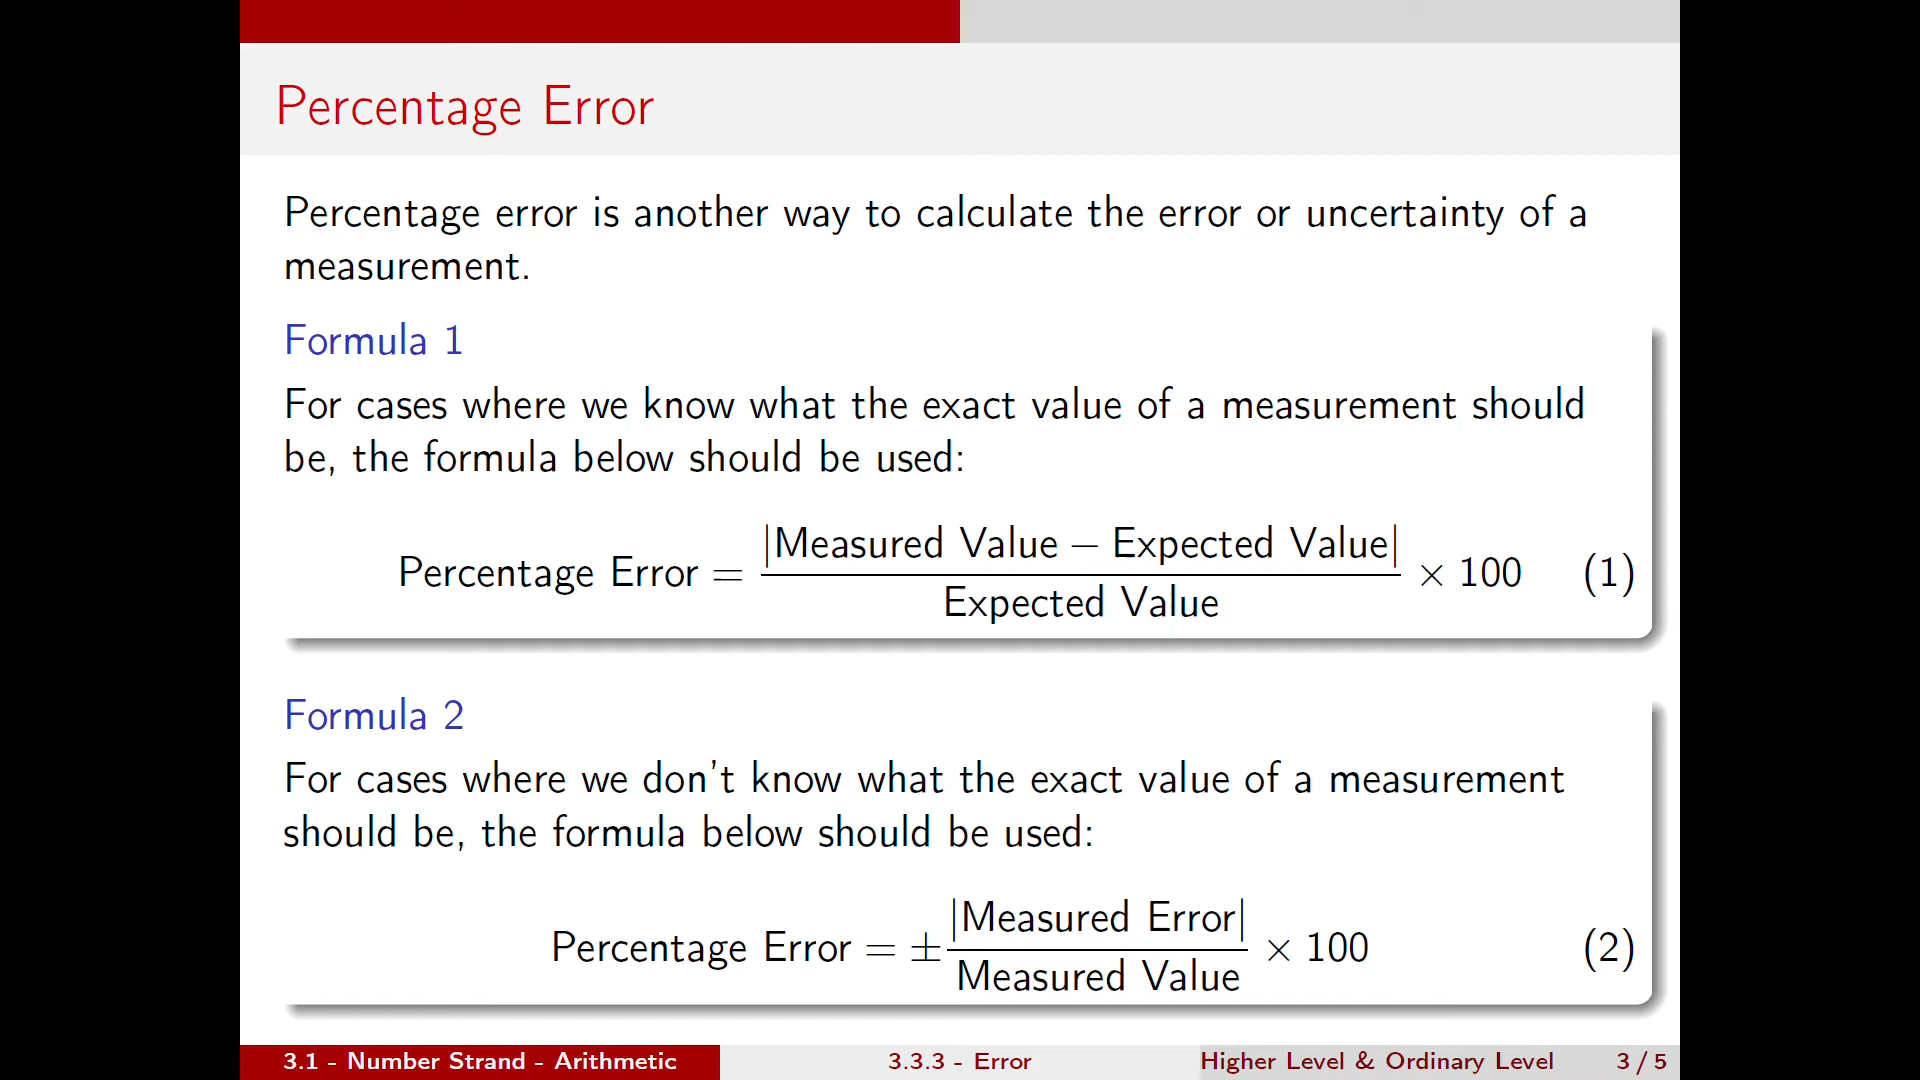 Percentage Error
Percentage error is another way to calculate the error or uncertainty of a
measurement.
Formula 1
For cases where we know what the exact value of a measurement should
be, the formula below should be used:
Percentage Error = |Measured Value − Expected Value| / Expected Value × 100 (1)
Formula 2
For cases where we don't know what the exact value of a measurement
should be, the formula below should be used:
Percentage Error = ± |Measured Error| / Measured Value × 100 (2)
3.1 - Number Strand - Arithmetic 3.3.3 - Error Higher Level & Ordinary Level 3 / 5